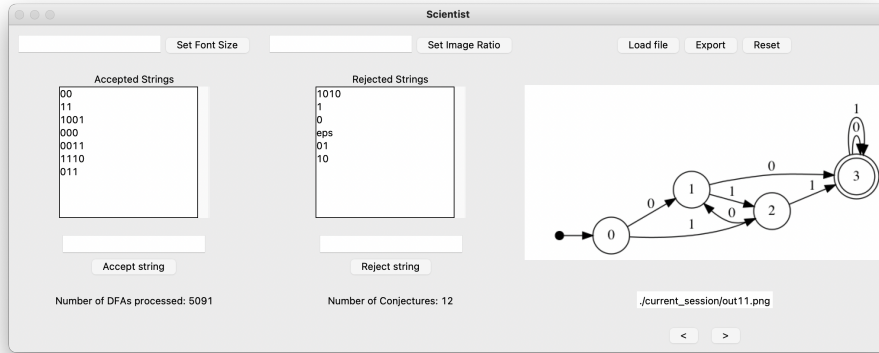 Scientist
Set Font Size
Set Image Ratio
Load file
Export
Reset
Accepted Strings
00
11
1001
000
0011
1110
011
Accept string
Number of DFAs processed: 5091
Rejected Strings
1010
1
0
eps
01
10
Reject string
Number of Conjectures: 12
1
0
0
3
1
1
1
0
2
0
0
1
./current_session/out11.png
<
>